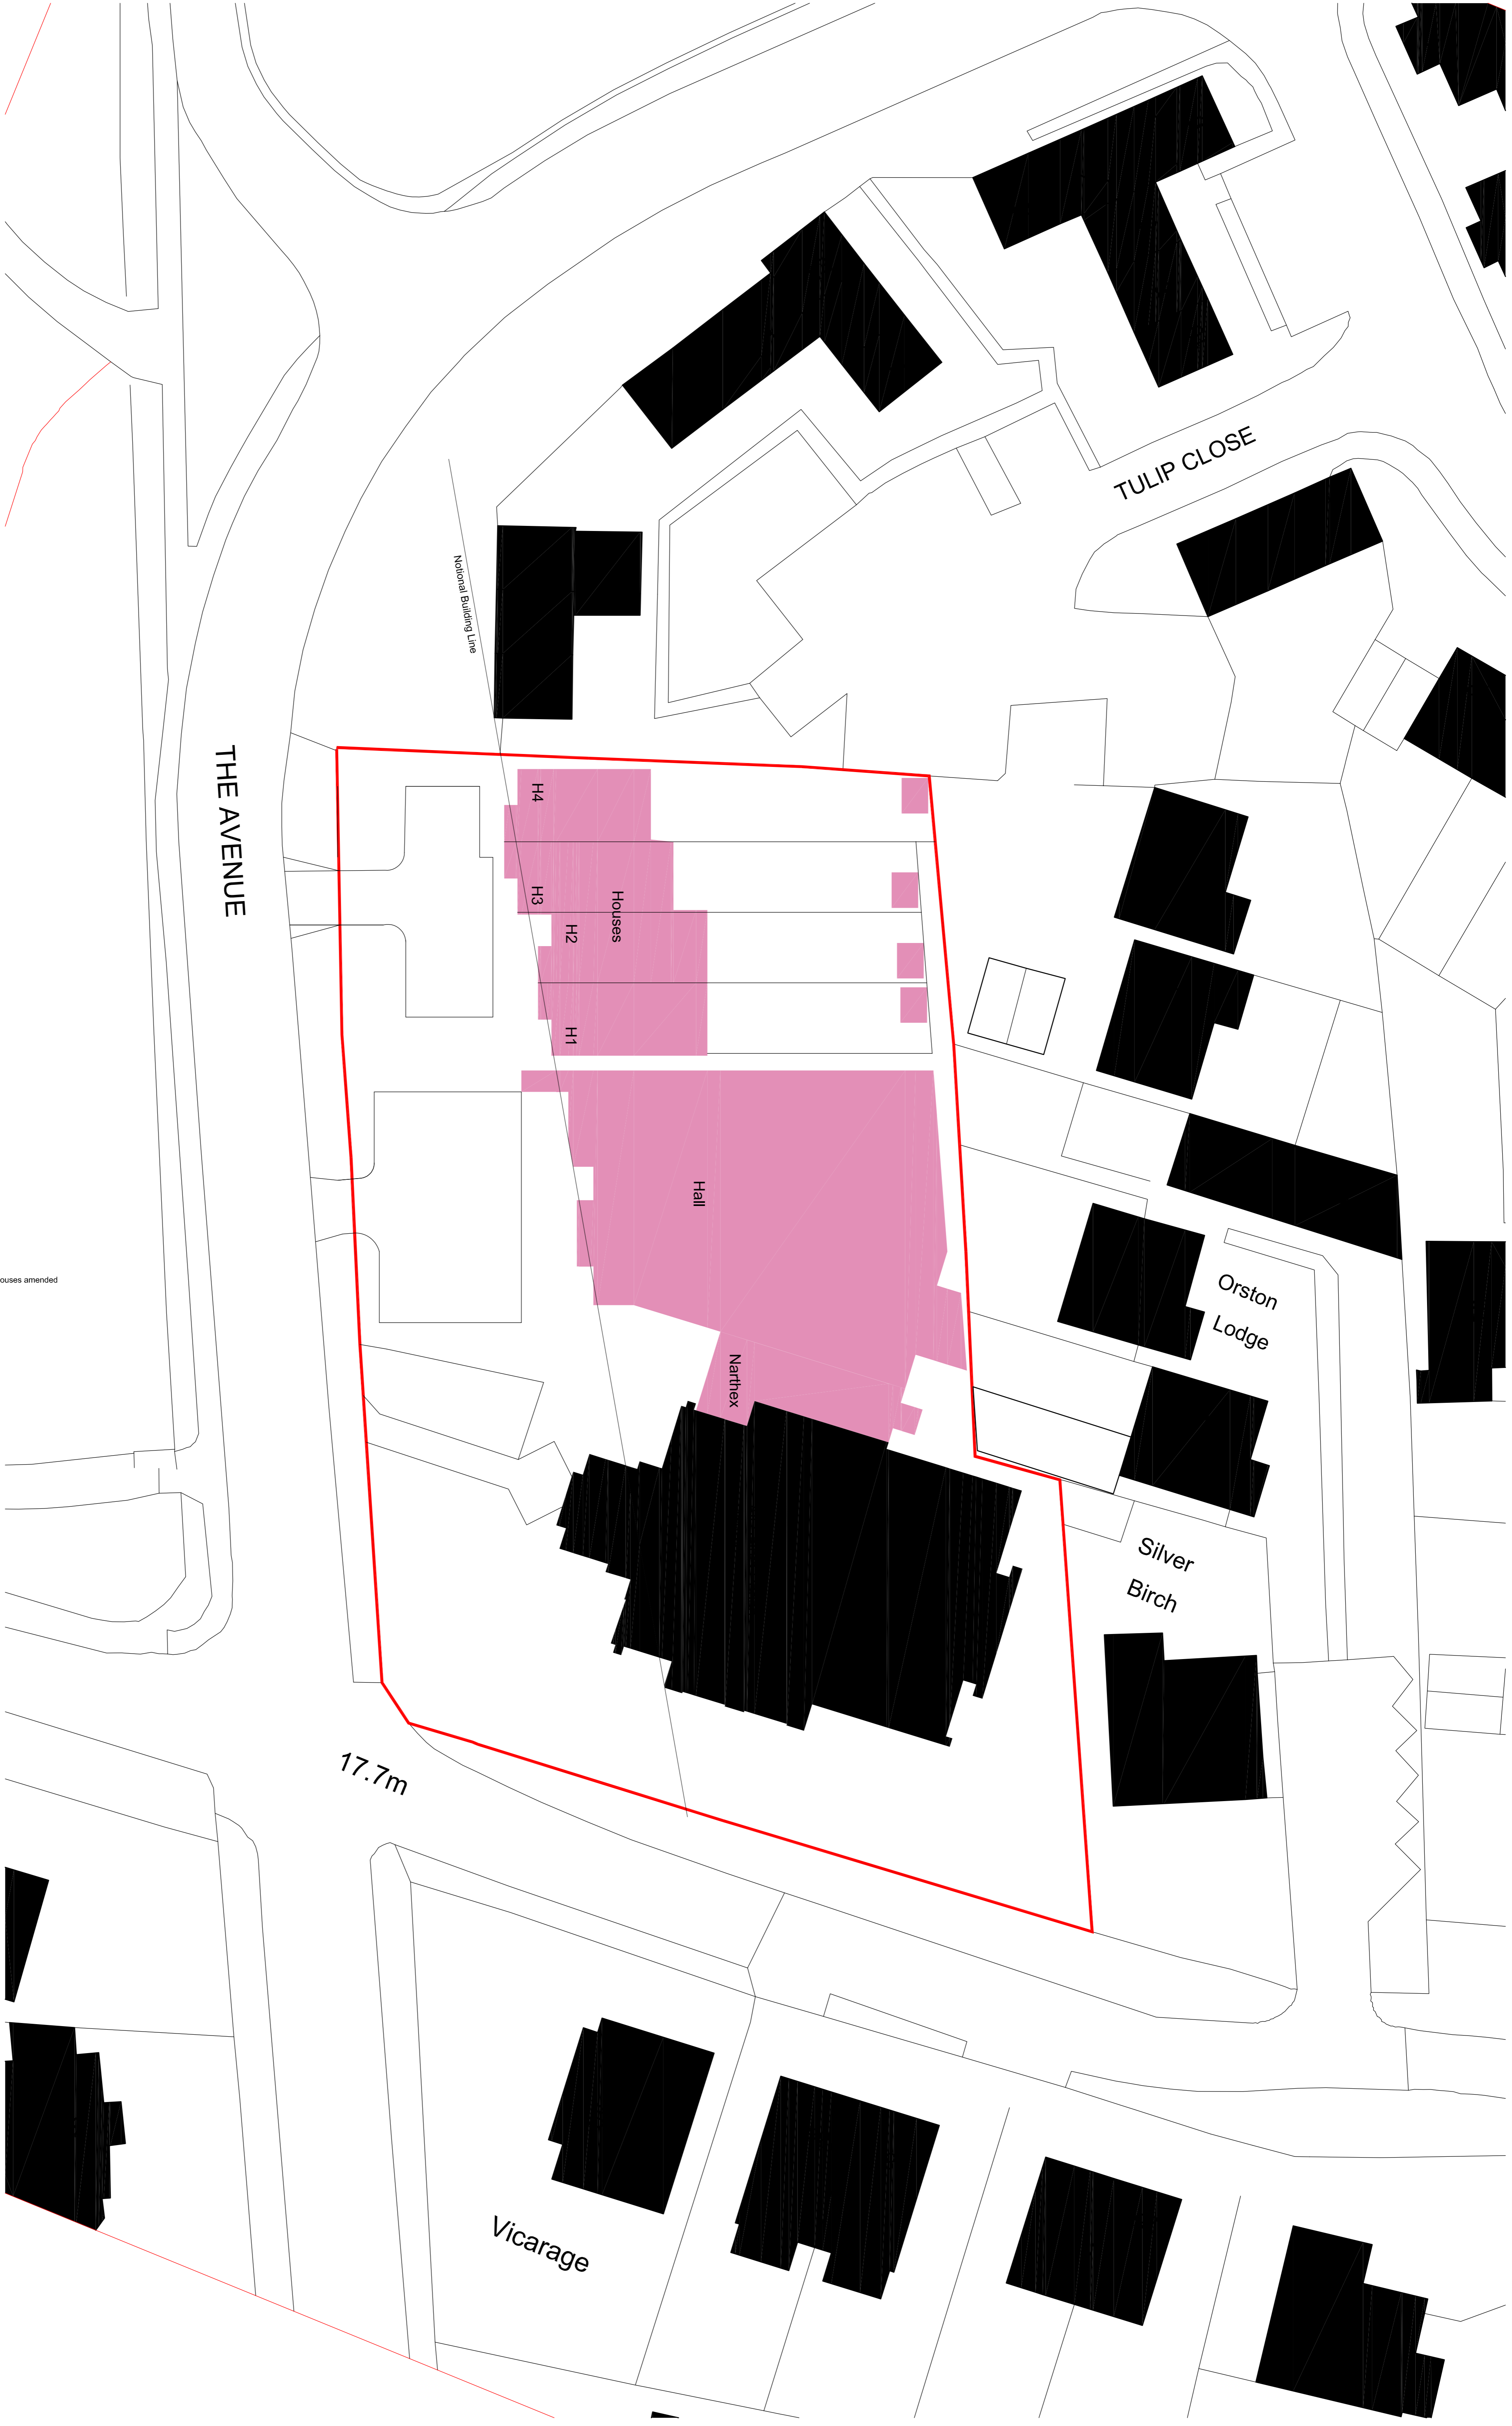 TULIP CLOSE
Notional Building Line
THE AVENUE
H4
H3
Houses
H2
H1
Hall
ouses amended
Orston
Lodge
Narthex
Silver
Birch
17.7m
Vicarage